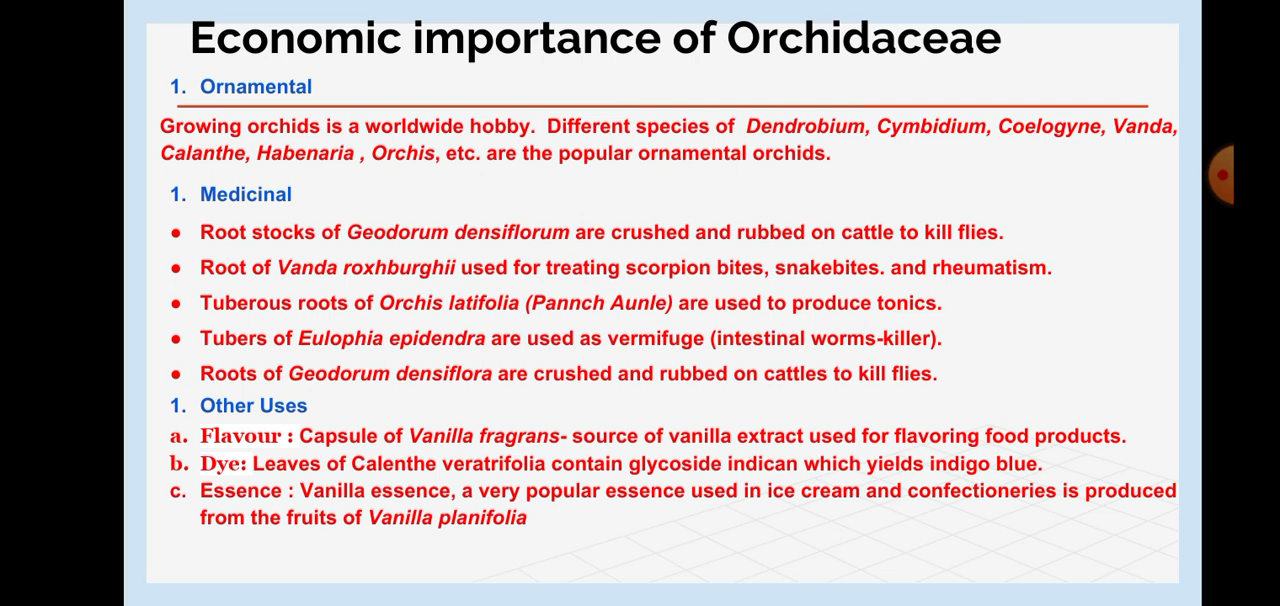 Economic importance of Orchidaceae
1. Ornamental
Growing orchids is a worldwide hobby. Different species of Dendrobium, Cymbidium, Coelogyne, Vanda,
Calanthe, Habenaria , Orchis, etc. are the popular ornamental orchids.
1. Medicinal
● Root stocks of Geodorum densiflorum are crushed and rubbed on cattle to kill flies.
● Root of Vanda roxhburghii used for treating scorpion bites, snakebites. and rheumatism.
● Tuberous roots of Orchis latifolia (Pannch Aunle) are used to produce tonics.
● Tubers of Eulophia epidendra are used as vermifuge (intestinal worms-killer).
● Roots of Geodorum densiflora are crushed and rubbed on cattles to kill flies.
1. Other Uses
a. Flavour : Capsule of Vanilla fragrans- source of vanilla extract used for flavoring food products.
b. Dye: Leaves of Calenthe veratrifolia contain glycoside indican which yields indigo blue.
c. Essence : Vanilla essence, a very popular essence used in ice cream and confectioneries is produced
from the fruits of Vanilla planifolia